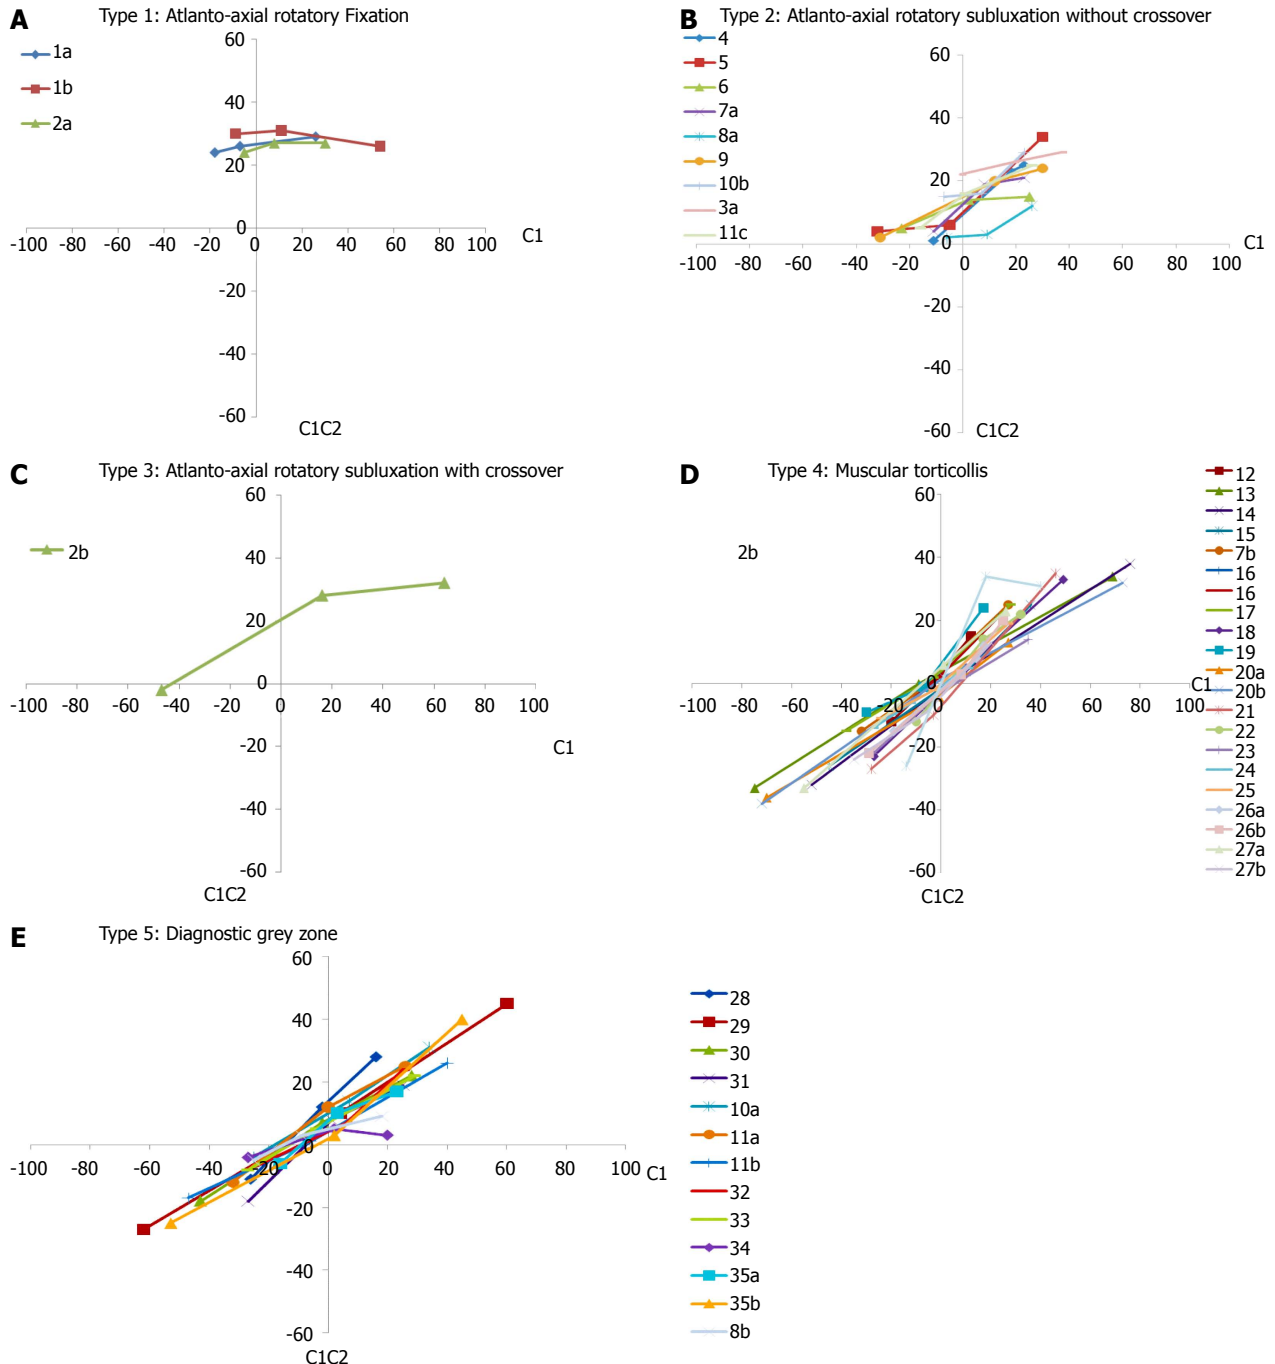 A
Type 1: Atlanto-axial rotatory Fixation
1a
1b
2a
60
40
20
0
-20
-40
-60
-100 -80 -60 -40 -20 0 20 40 60 80 100
C1
C1C2
B
Type 2: Atlanto-axial rotatory subluxation without crossover
4
5
6
7a
8a
9
10b
3a
11c
60
40
20
0
-20
-40
-60
-100 -80 -60 -40 -20 0 20 40 60 80 100
C1
C1C2
C
Type 3: Atlanto-axial rotatory subluxation with crossover
2b
60
40
20
0
-20
-40
-60
-100 -80 -60 -40 -20 0 20 40 60 80 100
C1
C1C2
D
Type 4: Muscular torticollis
2b
60
40
20
0
-20
-40
-60
-100 -80 -60 -40 -20 0 20 40 60 80 100
C1
C1C2
12
13
14
15
7b
16
16
17
18
19
20a
20b
21
22
23
24
25
26a
26b
27a
27b
E
Type 5: Diagnostic grey zone
60
40
20
0
-20
-40
-60
-100 -80 -60 -40 -20 0 20 40 60 80 100
C1
C1C2
28
29
30
31
10a
11a
11b
32
33
34
35a
35b
8b